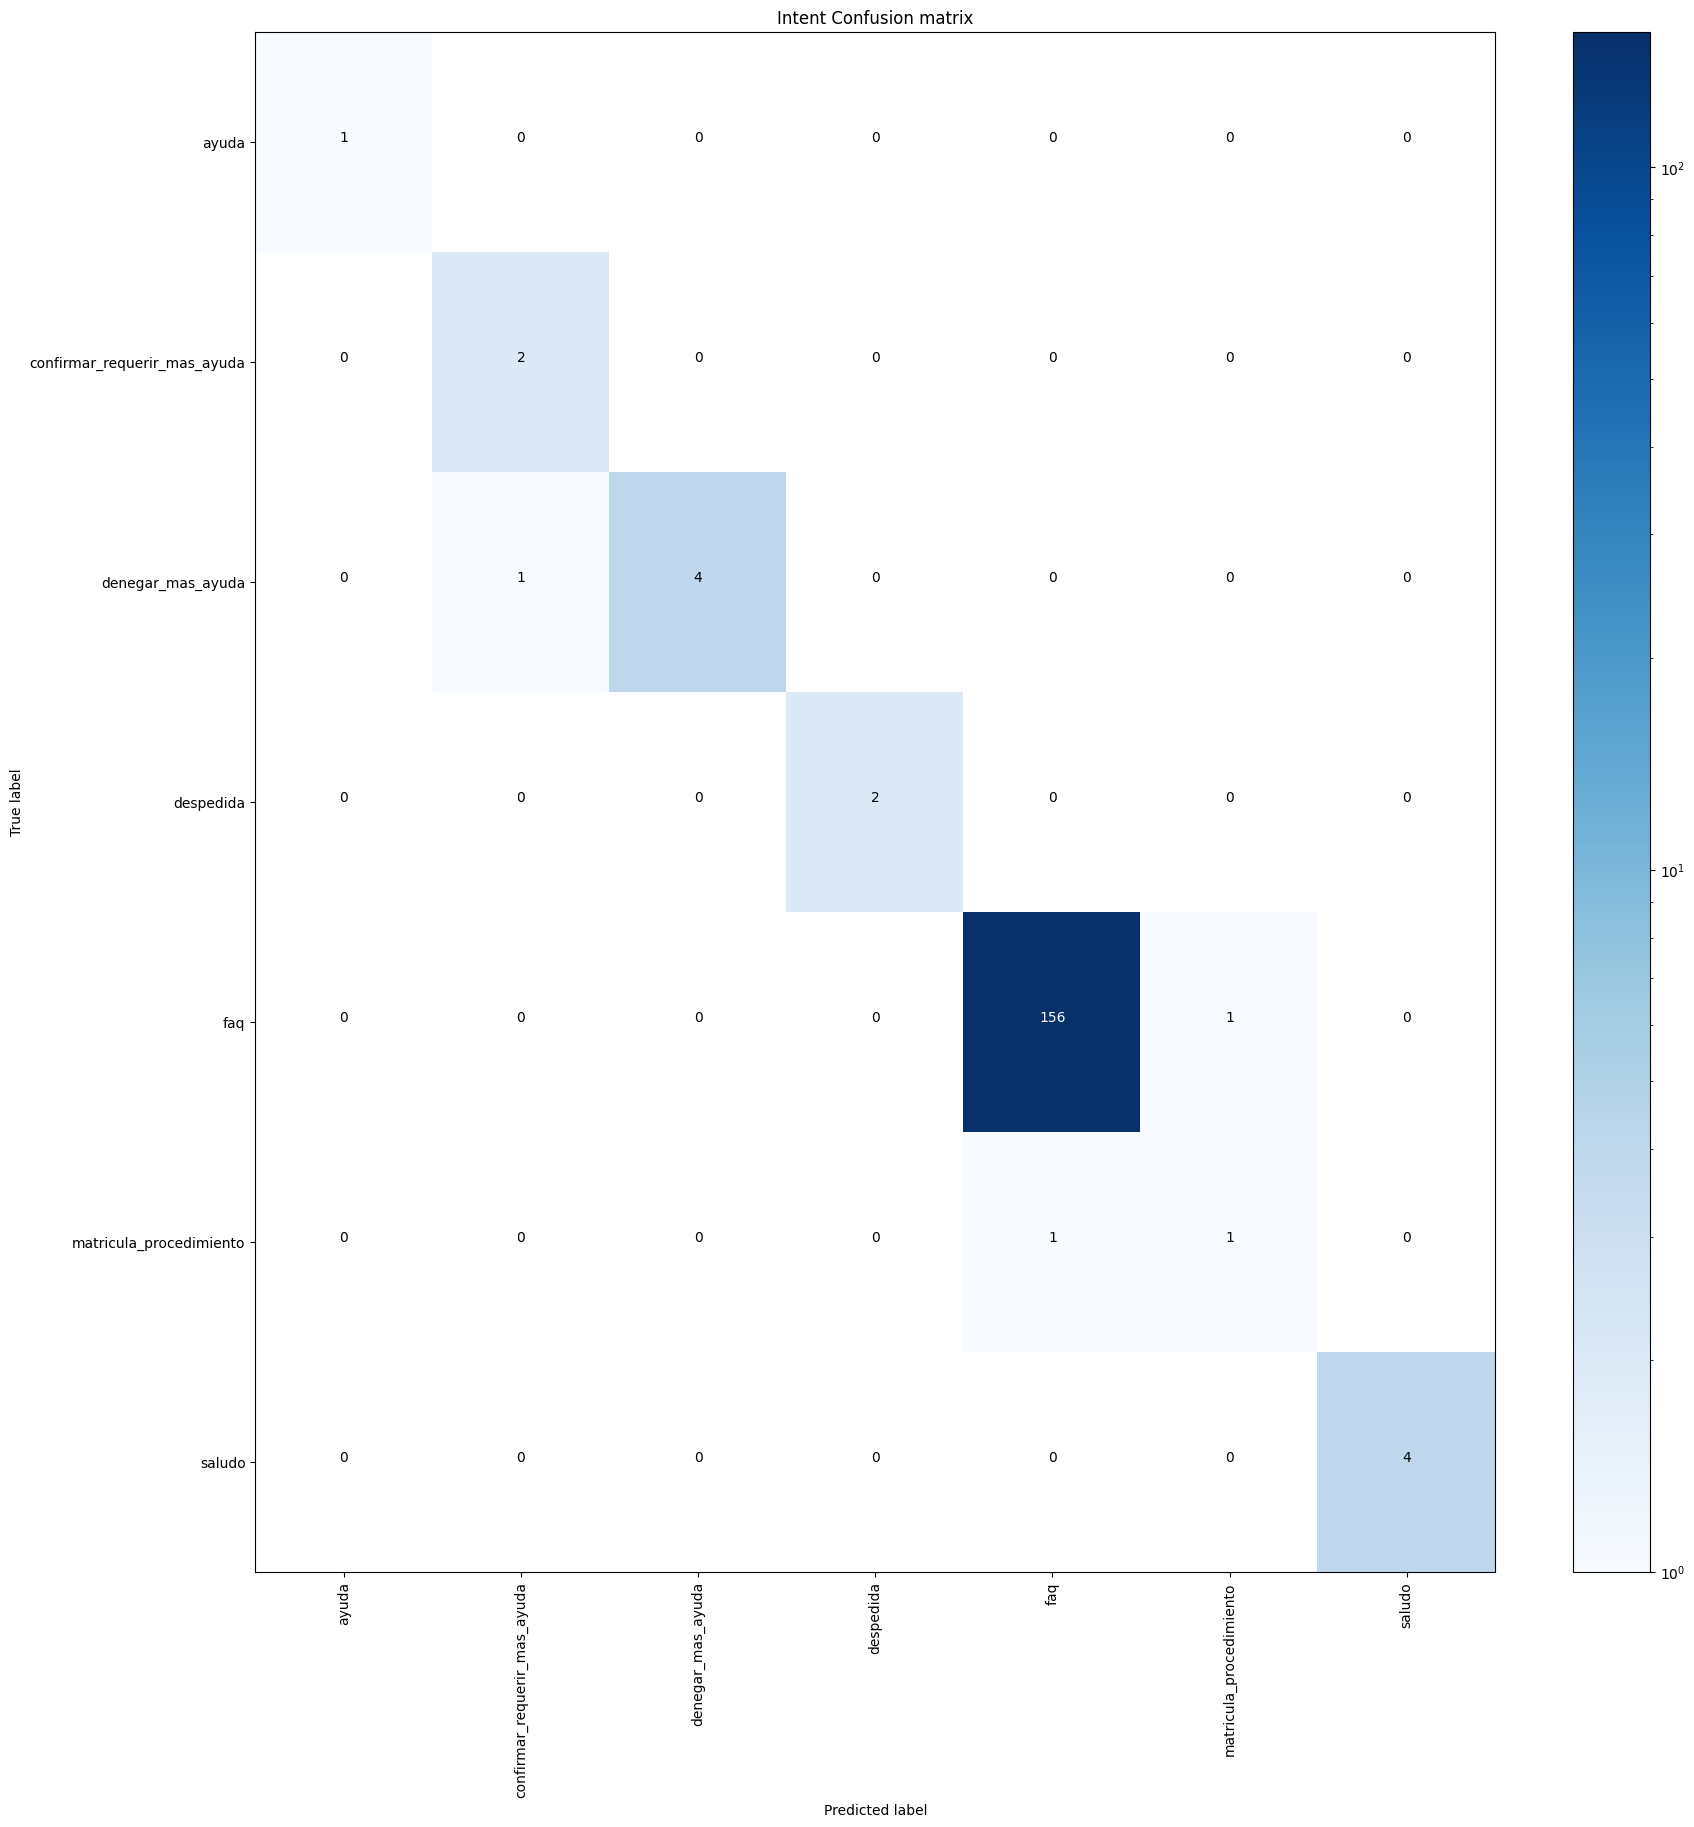 Intent Confusion matrix
True label
ayuda 1 0 0 0 0 0 0
confirmar_requerir_mas_ayuda 0 2 0 0 0 0 0
denegar_mas_ayuda 0 1 4 0 0 0 0
despedida 0 0 0 2 0 0 0
faq 0 0 0 0 156 1 0
matricula_procedimiento 0 0 0 0 1 1 0
saludo 0 0 0 0 0 0 4
ayuda
confirmar_requerir_mas_ayuda
denegar_mas_ayuda
despedida
faq
matricula_procedimiento
saludo
Predicted label
10²
10¹
10⁰